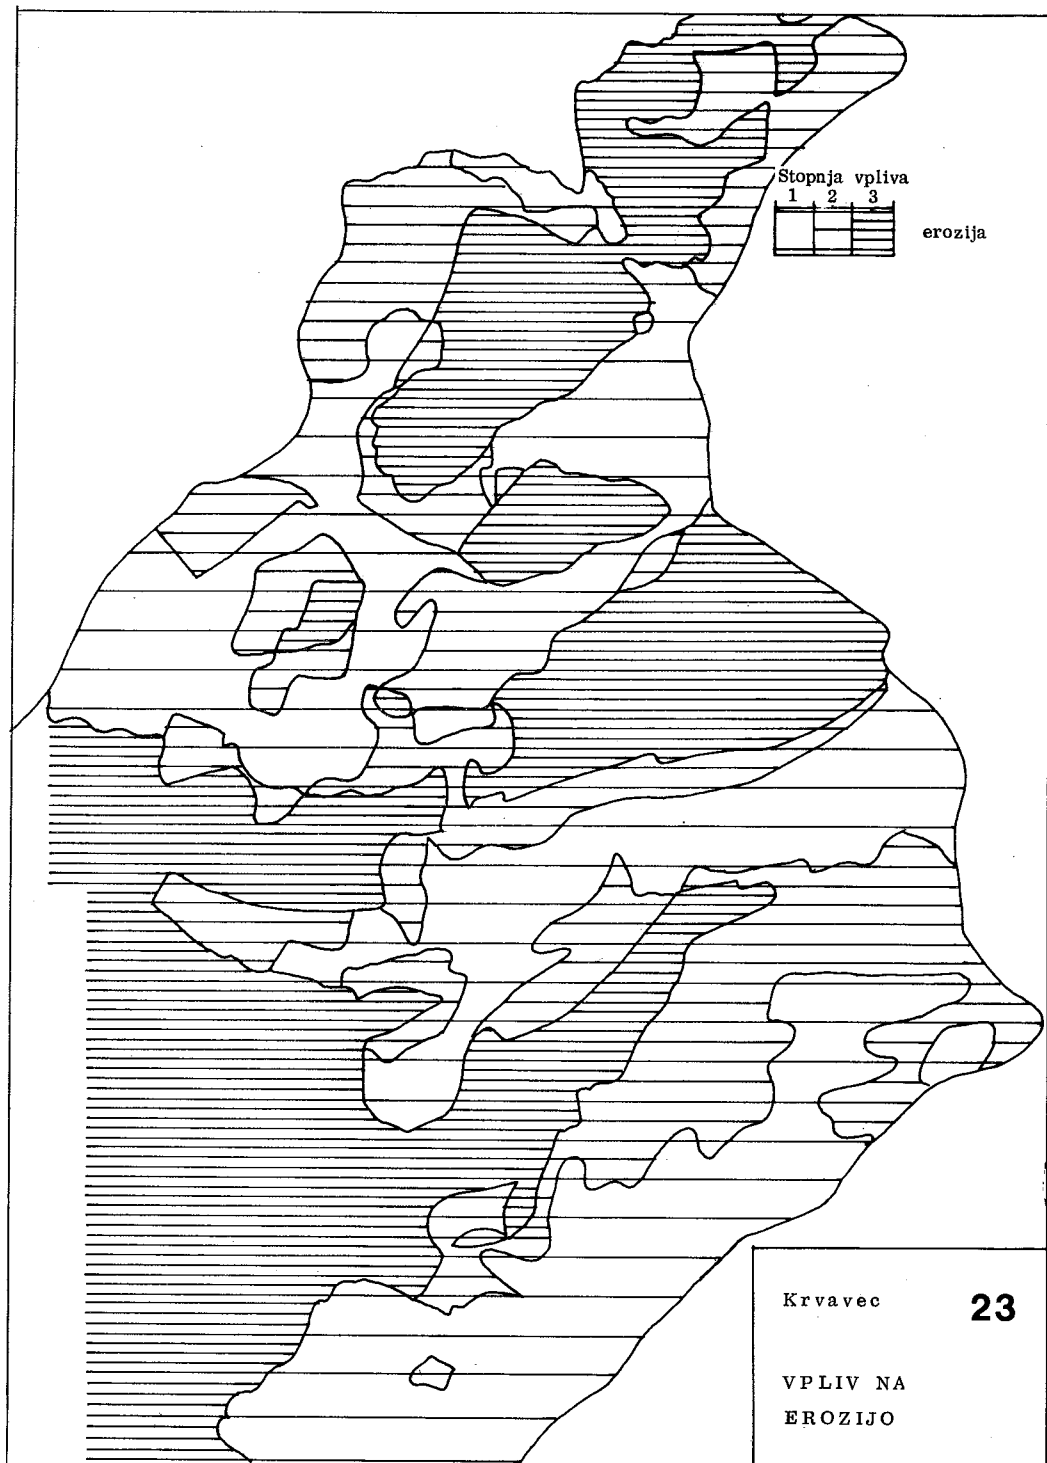 Stopnja vpliva
1 2 3
erozija
Krvavec 23
VPLIV NA
EROZIJO